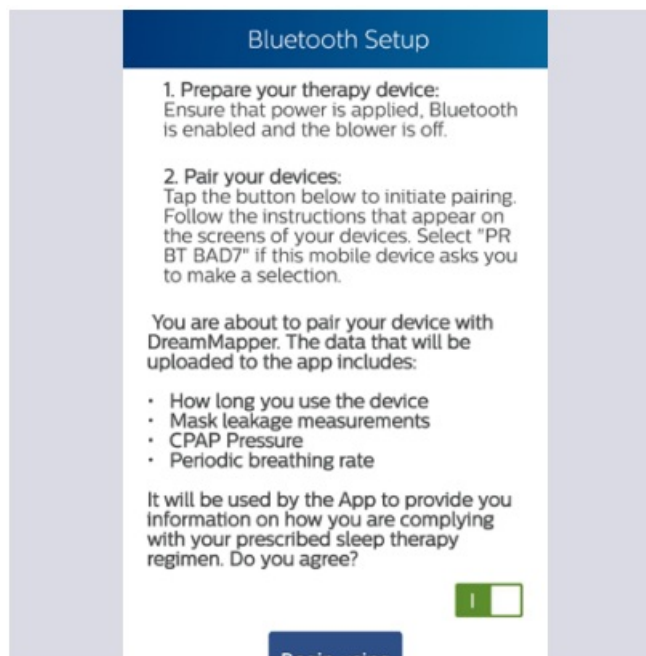 Bluetooth Setup
1. Prepare your therapy device:
Ensure that power is applied, Bluetooth
is enabled and the blower is off.
2. Pair your devices:
Tap the button below to initiate pairing.
Follow the instructions that appear on
the screens of your devices. Select "PR
BT BAD7" if this mobile device asks you
to make a selection.
You are about to pair your device with
DreamMapper. The data that will be
uploaded to the app includes:
· How long you use the device
· Mask leakage measurements
· CPAP Pressure
· Periodic breathing rate
It will be used by the App to provide you
information on how you are complying
with your prescribed sleep therapy
regimen. Do you agree?